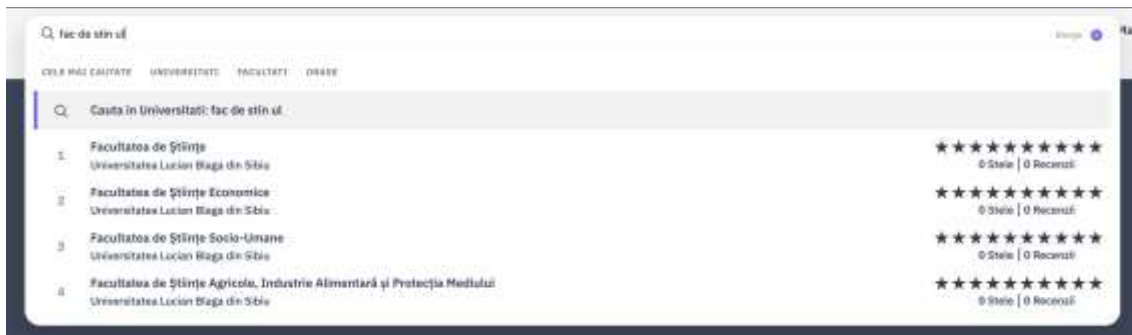 fac de stin ul
Șterge
CELE MAI CAUTATE UNIVERSITATI FACULTATI ORASE
Cauta in Universitati: fac de stin ul
1 Facultatea de Științe
Universitatea Lucian Blaga din Sibiu
0 Stele | 0 Recenzii
2 Facultatea de Științe Economice
Universitatea Lucian Blaga din Sibiu
0 Stele | 0 Recenzii
3 Facultatea de Științe Socio-Umane
Universitatea Lucian Blaga din Sibiu
0 Stele | 0 Recenzii
4 Facultatea de Științe Agricole, Industrie Alimentară și Protecția Mediului
Universitatea Lucian Blaga din Sibiu
0 Stele | 0 Recenzii